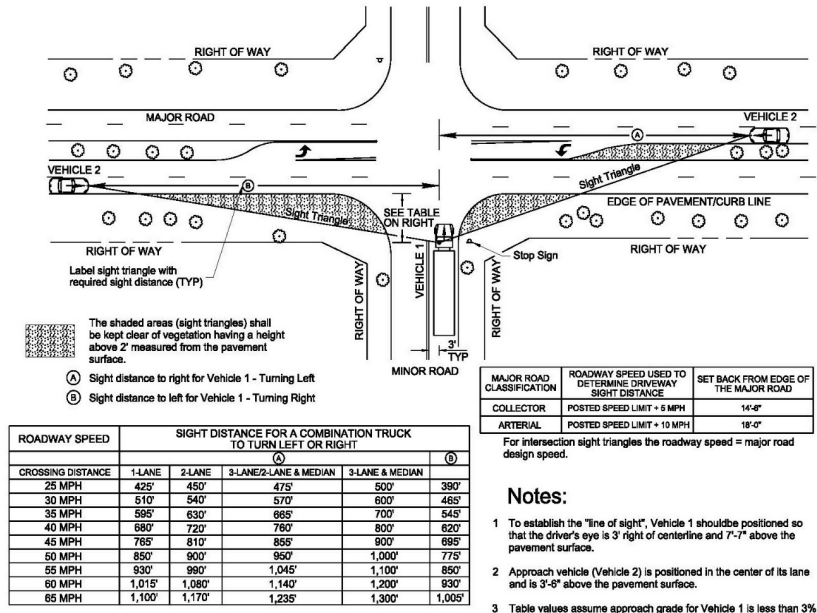 RIGHT OF WAY
RIGHT OF WAY
MAJOR ROAD
VEHICLE 2
A
VEHICLE 2
B
Sight Triangle
Sight Triangle
SEE TABLE
ON RIGHT
EDGE OF PAVEMENT/CURB LINE
RIGHT OF WAY
RIGHT OF WAY
Stop Sign
Label sight triangle with
required sight distance (TYP)
RIGHT OF WAY
VEHICLE 1
RIGHT OF WAY
3'
TYP
MINOR ROAD
The shaded areas (sight triangles) shall
be kept clear of vegetation having a height
above 2' measured from the pavement
surface.
A Sight distance to right for Vehicle 1 - Turning Left
B Sight distance to left for Vehicle 1 - Turning Right
MAJOR ROAD CLASSIFICATION ROADWAY SPEED USED TO DETERMINE DRIVEWAY SIGHT DISTANCE SET BACK FROM EDGE OF THE MAJOR ROAD
COLLECTOR POSTED SPEED LIMIT + 5 MPH 14'-6"
ARTERIAL POSTED SPEED LIMIT + 10 MPH 18'-0"
For intersection sight triangles the roadway speed = major road
design speed.
ROADWAY SPEED SIGHT DISTANCE FOR A COMBINATION TRUCK
TO TURN LEFT OR RIGHT
A B
CROSSING DISTANCE 1-LANE 2-LANE 3-LANE/2-LANE & MEDIAN 3-LANE & MEDIAN
25 MPH 425' 450' 475' 500' 390'
30 MPH 510' 540' 570' 600' 465'
35 MPH 595' 630' 665' 700' 545'
40 MPH 680' 720' 760' 800' 620'
45 MPH 765' 810' 855' 900' 695'
50 MPH 850' 900' 950' 1,000' 775'
55 MPH 930' 990' 1,045' 1,100' 850'
60 MPH 1,015' 1,080' 1,140' 1,200' 930'
65 MPH 1,100' 1,170' 1,235' 1,300' 1,005'
Notes:
1 To establish the "line of sight", Vehicle 1 shouldbe positioned so
that the driver's eye is 3' right of centerline and 7'-7" above the
pavement surface.
2 Approach vehicle (Vehicle 2) is positioned in the center of its lane
and is 3'-6" above the pavement surface.
3 Table values assume approach grade for Vehicle 1 is less than 3%